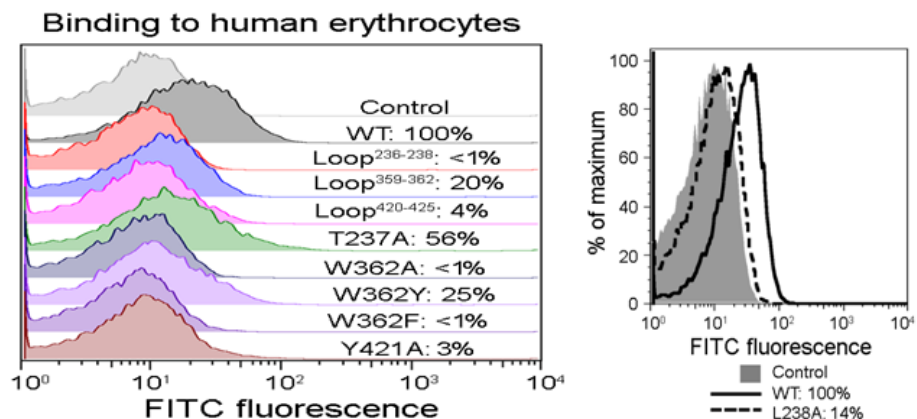 Binding to human erythrocytes
Control
WT: 100%
Loop²³⁶⁻²³⁸: <1%
Loop³⁵⁹⁻³⁶²: 20%
Loop⁴²⁰⁻⁴²⁵: 4%
T237A: 56%
W362A: <1%
W362Y: 25%
W362F: <1%
Y421A: 3%
10⁰ 10¹ 10² 10³ 10⁴
FITC fluorescence
% of maximum
100
80
60
40
20
0
10⁰ 10¹ 10² 10³ 10⁴
FITC fluorescence
Control
WT: 100%
L238A: 14%